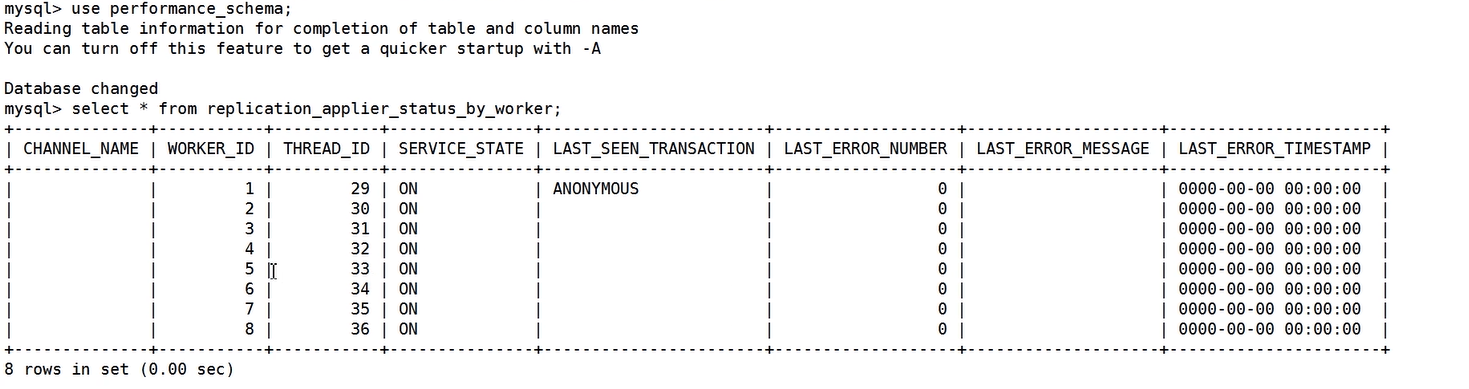 mysql> use performance_schema;
Reading table information for completion of table and column names
You can turn off this feature to get a quicker startup with -A

Database changed
mysql> select * from replication_applier_status_by_worker;
+--------------+-----------+-----------+---------------+-----------------------+-------------------+--------------------+----------------------+
| CHANNEL_NAME | WORKER_ID | THREAD_ID | SERVICE_STATE | LAST_SEEN_TRANSACTION | LAST_ERROR_NUMBER | LAST_ERROR_MESSAGE | LAST_ERROR_TIMESTAMP |
+--------------+-----------+-----------+---------------+-----------------------+-------------------+--------------------+----------------------+
|              |         1 |        29 | ON            | ANONYMOUS             |                 0 |                    | 0000-00-00 00:00:00  |
|              |         2 |        30 | ON            |                       |                 0 |                    | 0000-00-00 00:00:00  |
|              |         3 |        31 | ON            |                       |                 0 |                    | 0000-00-00 00:00:00  |
|              |         4 |        32 | ON            |                       |                 0 |                    | 0000-00-00 00:00:00  |
|              |         5 |        33 | ON            |                       |                 0 |                    | 0000-00-00 00:00:00  |
|              |         6 |        34 | ON            |                       |                 0 |                    | 0000-00-00 00:00:00  |
|              |         7 |        35 | ON            |                       |                 0 |                    | 0000-00-00 00:00:00  |
|              |         8 |        36 | ON            |                       |                 0 |                    | 0000-00-00 00:00:00  |
+--------------+-----------+-----------+---------------+-----------------------+-------------------+--------------------+----------------------+
8 rows in set (0.00 sec)